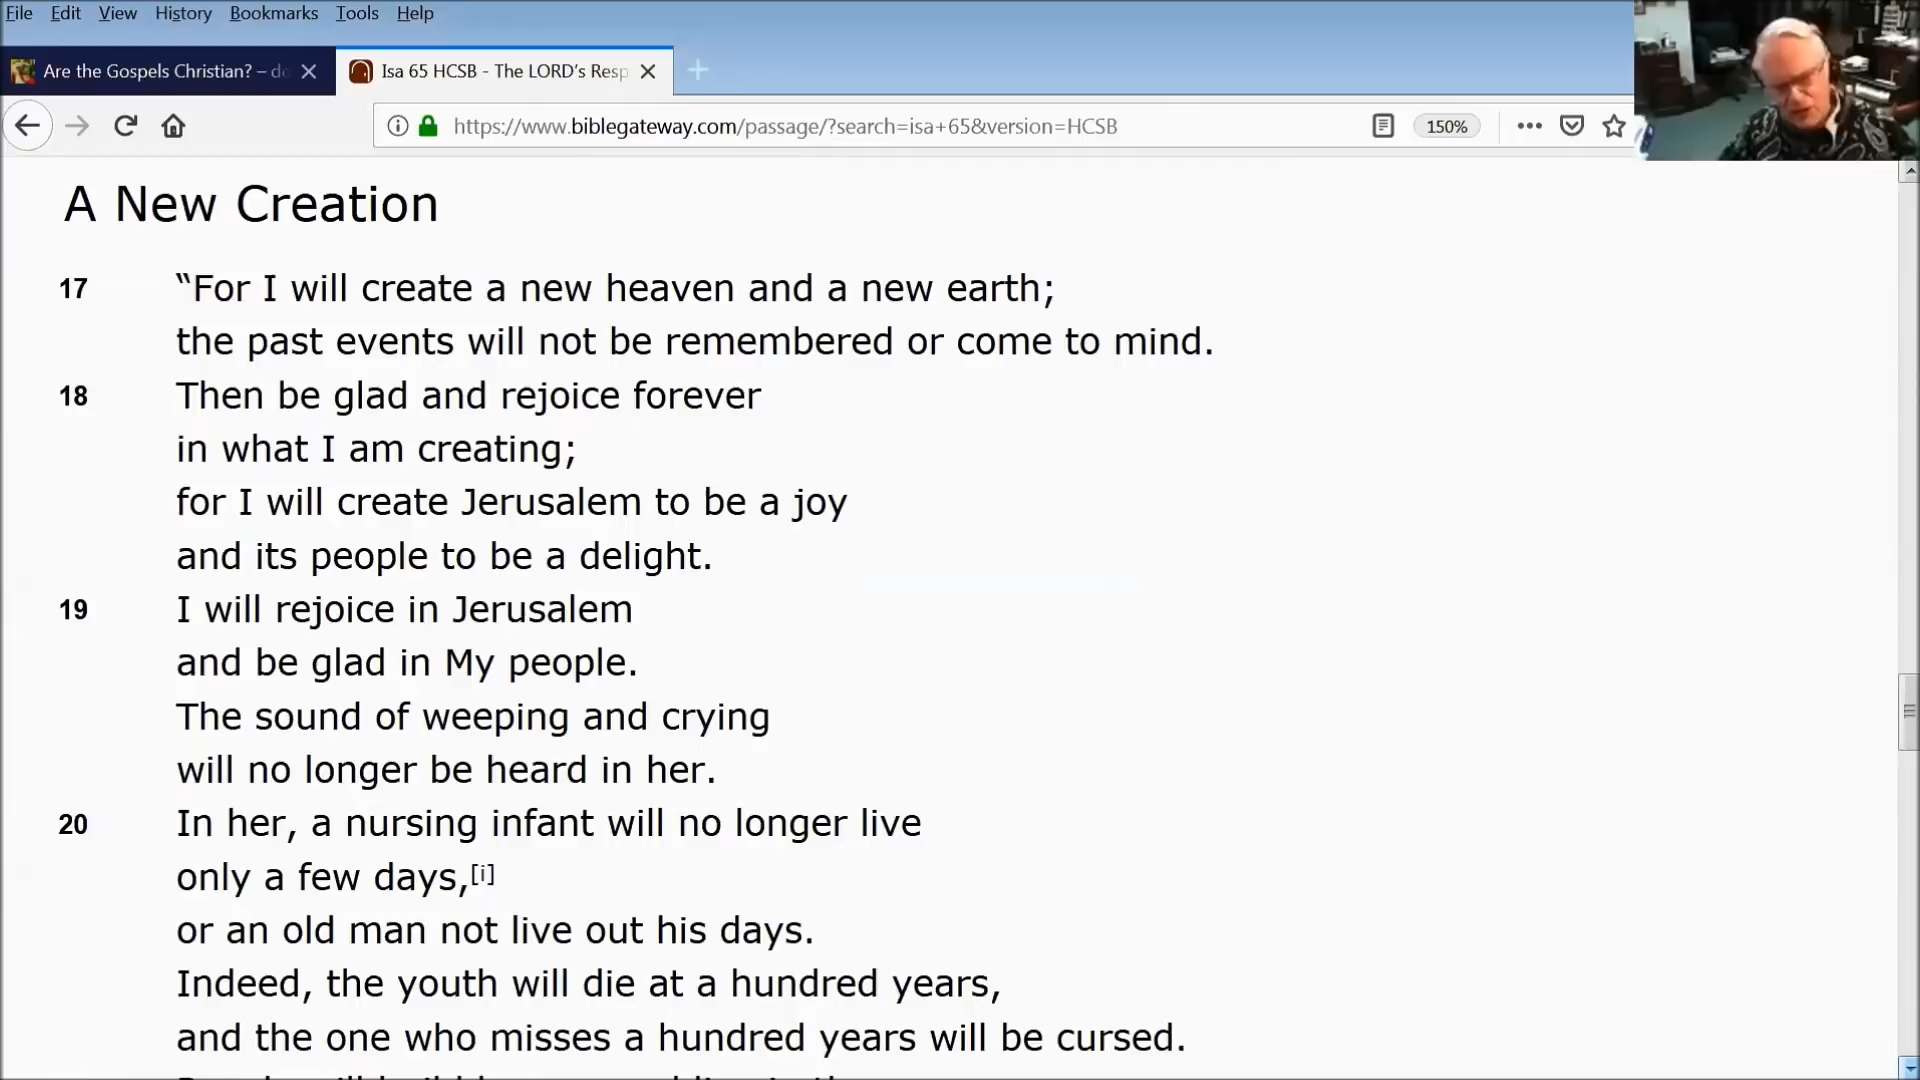 File Edit View History Bookmarks Tools Help
Are the Gospels Christian? – do
Isa 65 HCSB - The LORD's Resp
https://www.biblegateway.com/passage/?search=isa+65&version=HCSB
150%
A New Creation
17 “For I will create a new heaven and a new earth;
the past events will not be remembered or come to mind.
18 Then be glad and rejoice forever
in what I am creating;
for I will create Jerusalem to be a joy
and its people to be a delight.
19 I will rejoice in Jerusalem
and be glad in My people.
The sound of weeping and crying
will no longer be heard in her.
20 In her, a nursing infant will no longer live
only a few days,[i]
or an old man not live out his days.
Indeed, the youth will die at a hundred years,
and the one who misses a hundred years will be cursed.